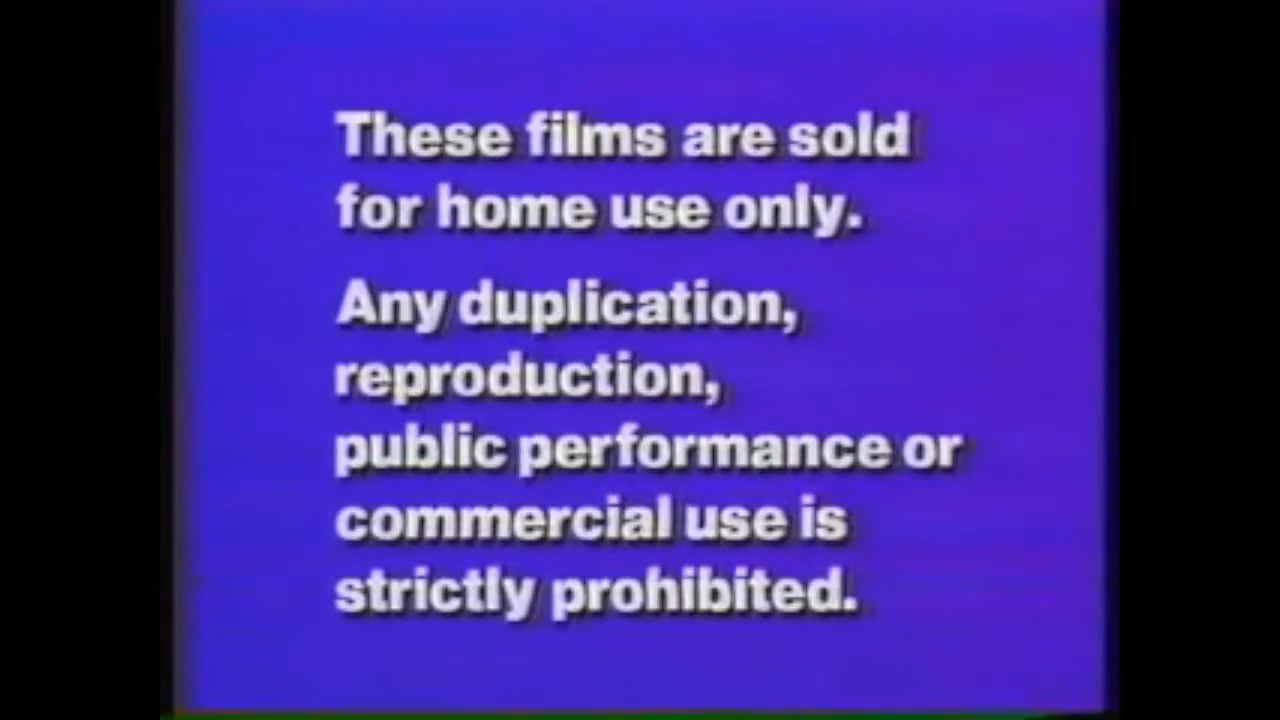 These films are sold
for home use only.
Any duplication,
reproduction,
public performance or
commercial use is
strictly prohibited.